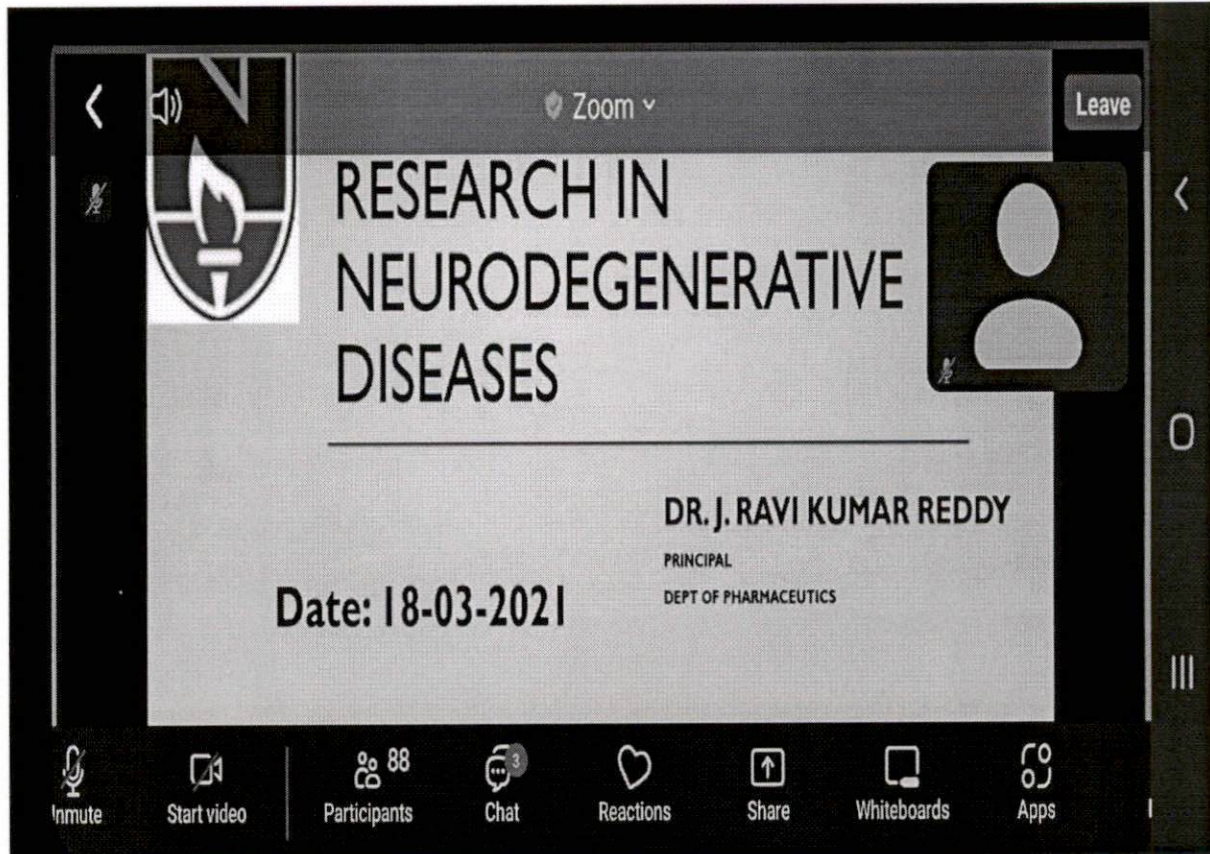 Zoom
Leave
RESEARCH IN
NEURODEGENERATIVE
DISEASES
DR. J. RAVI KUMAR REDDY
PRINCIPAL
DEPT OF PHARMACEUTICS
Date: 18-03-2021
88
3
nmute
Start video
Participants
Chat
Reactions
Share
Whiteboards
Apps